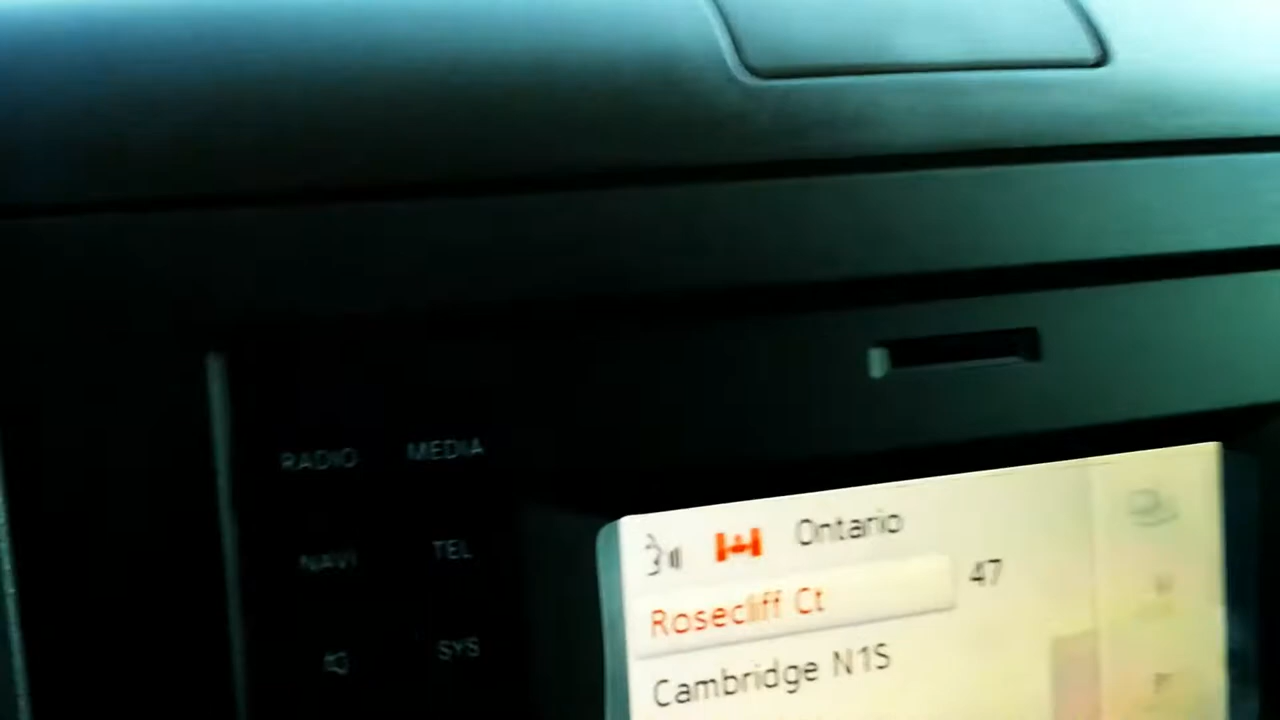 RADIO MEDIA
NAVI TEL
SYS
Ontario
Rosecliff Ct 47
Cambridge N1S